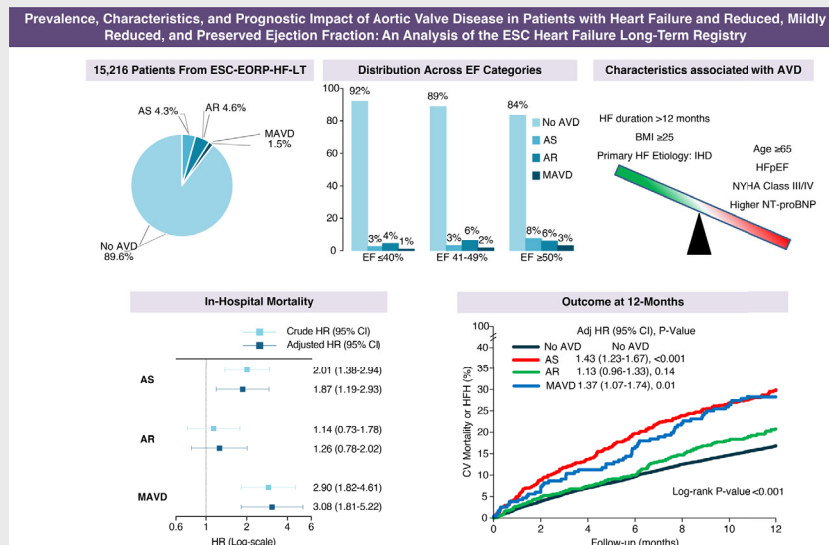 Prevalence, Characteristics, and Prognostic Impact of Aortic Valve Disease in Patients with Heart Failure and Reduced, Mildly
Reduced, and Preserved Ejection Fraction: An Analysis of the ESC Heart Failure Long-Term Registry
15,216 Patients From ESC-EORP-HF-LT
AS 4.3%
AR 4.6%
MAVD
1.5%
No AVD
89.6%
Distribution Across EF Categories
100
80
60
40
20
0
92%
3%
4%
1%
89%
3%
6%
2%
84%
8%
6%
3%
EF ≤40%
EF 41-49%
EF ≥50%
No AVD
AS
AR
MAVD
Characteristics associated with AVD
HF duration >12 months
BMI ≥25
Primary HF Etiology: IHD
Age ≥65
HFpEF
NYHA Class III/IV
Higher NT-proBNP
In-Hospital Mortality
Crude HR (95% CI)
Adjusted HR (95% CI)
AS
2.01 (1.38-2.94)
1.87 (1.19-2.93)
AR
1.14 (0.73-1.78)
1.26 (0.78-2.02)
MAVD
2.90 (1.82-4.61)
3.08 (1.81-5.22)
0.6 1 2 4 6
HR (Log-scale)
Outcome at 12-Months
Adj HR (95% CI), P-Value
No AVD No AVD
AS 1.43 (1.23-1.67), <0.001
AR 1.13 (0.96-1.33), 0.14
MAVD 1.37 (1.07-1.74), 0.01
CV Mortality or HFH (%)
100
40
35
30
25
20
15
10
5
0
Log-rank P-value <0.001
0 2 4 6 8 10 12
Follow-up (months)